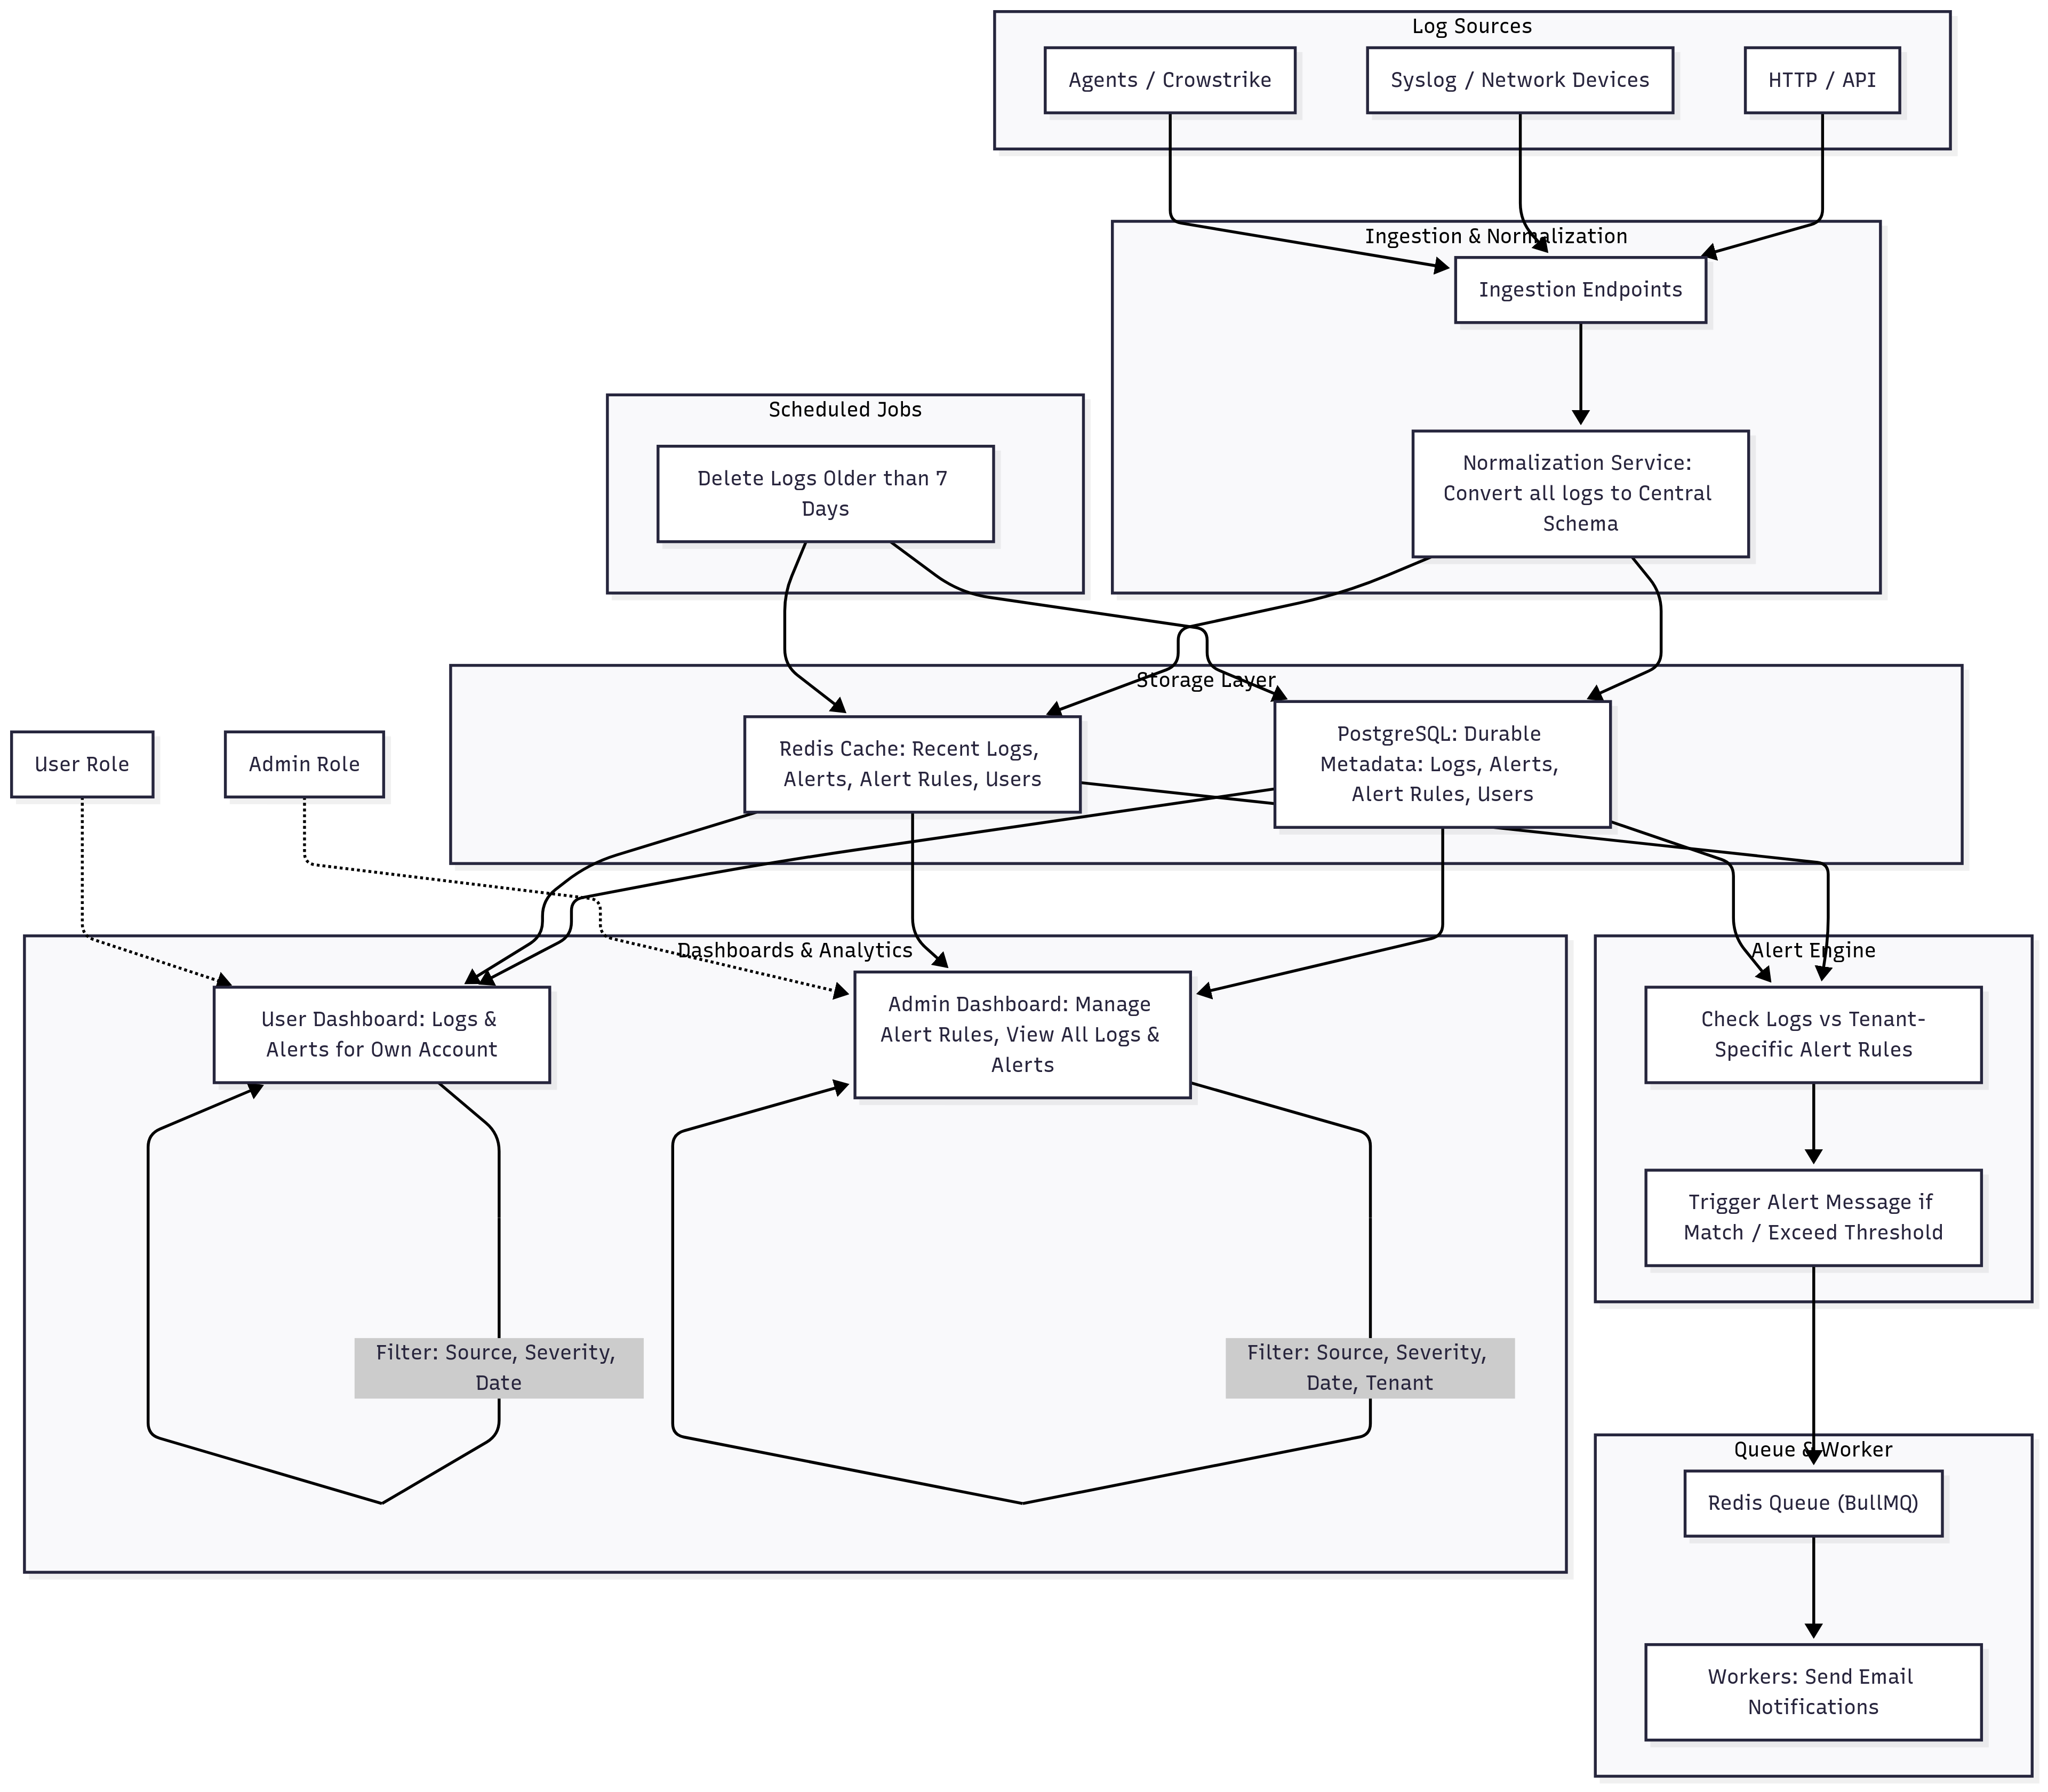 Log Sources
Agents / Crowstrike
Syslog / Network Devices
HTTP / API
Ingestion & Normalization
Ingestion Endpoints
Scheduled Jobs
Delete Logs Older than 7
Days
Normalization Service:
Convert all logs to Central
Schema
Storage Layer
User Role
Admin Role
Redis Cache: Recent Logs,
Alerts, Alert Rules, Users
PostgreSQL: Durable
Metadata: Logs, Alerts,
Alert Rules, Users
Dashboards & Analytics
Alert Engine
User Dashboard: Logs &
Alerts for Own Account
Admin Dashboard: Manage
Alert Rules, View All Logs &
Alerts
Check Logs vs Tenant-
Specific Alert Rules
Trigger Alert Message if
Match / Exceed Threshold
Filter: Source, Severity,
Date
Filter: Source, Severity,
Date, Tenant
Queue & Worker
Redis Queue (BullMQ)
Workers: Send Email
Notifications